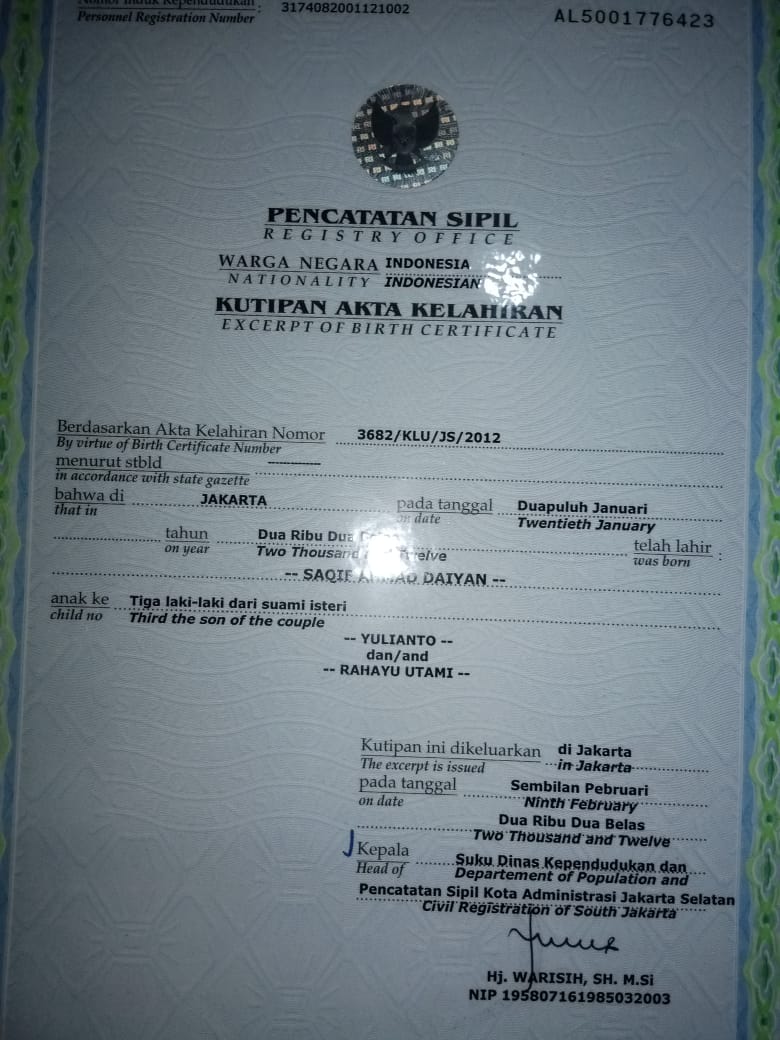 Nomor Induk Kependudukan : 3174082001121002
Personnel Registration Number
AL5001776423
PENCATATAN SIPIL
REGISTRY OFFICE
WARGA NEGARA INDONESIA
NATIONALITY INDONESIAN
KUTIPAN AKTA KELAHIRAN
EXCERPT OF BIRTH CERTIFICATE
Berdasarkan Akta Kelahiran Nomor 3682/KLU/JS/2012
By virtue of Birth Certificate Number
menurut stbld ---------------
in accordance with state gazette
bahwa di JAKARTA pada tanggal Duapuluh Januari
that in on date Twentieth January
tahun Dua Ribu Dua telah lahir :
on year Two Thousand Twelve was born
-- SAQIF DAIYAN --
anak ke Tiga laki-laki dari suami isteri
child no Third the son of the couple
-- YULIANTO --
dan/and
-- RAHAYU UTAMI --
Kutipan ini dikeluarkan di Jakarta
The excerpt is issued in Jakarta
pada tanggal Sembilan Pebruari
on date Ninth February
Dua Ribu Dua Belas
Two Thousand and Twelve
Kepala Suku Dinas Kependudukan dan
Head of Departement of Population and
Pencatatan Sipil Kota Administrasi Jakarta Selatan
Civil Registration of South Jakarta
Hj. WARISIH, SH. M.Si
NIP 195807161985032003